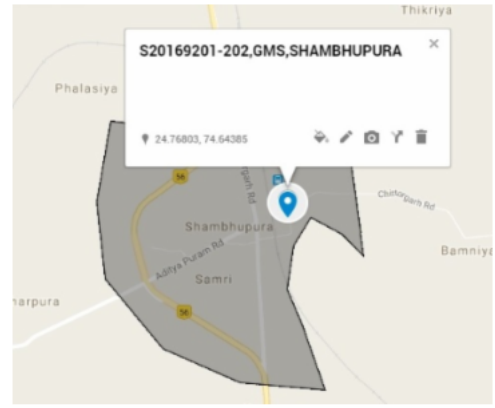 Thikriya
S20169201-202,GMS,SHAMBHUPURA
Phalasiya
24.76803, 74.64385
56
Chittorgarh Rd
Shambhupura
Aditya Puram Rd
Bamniya
Samri
narpura
56